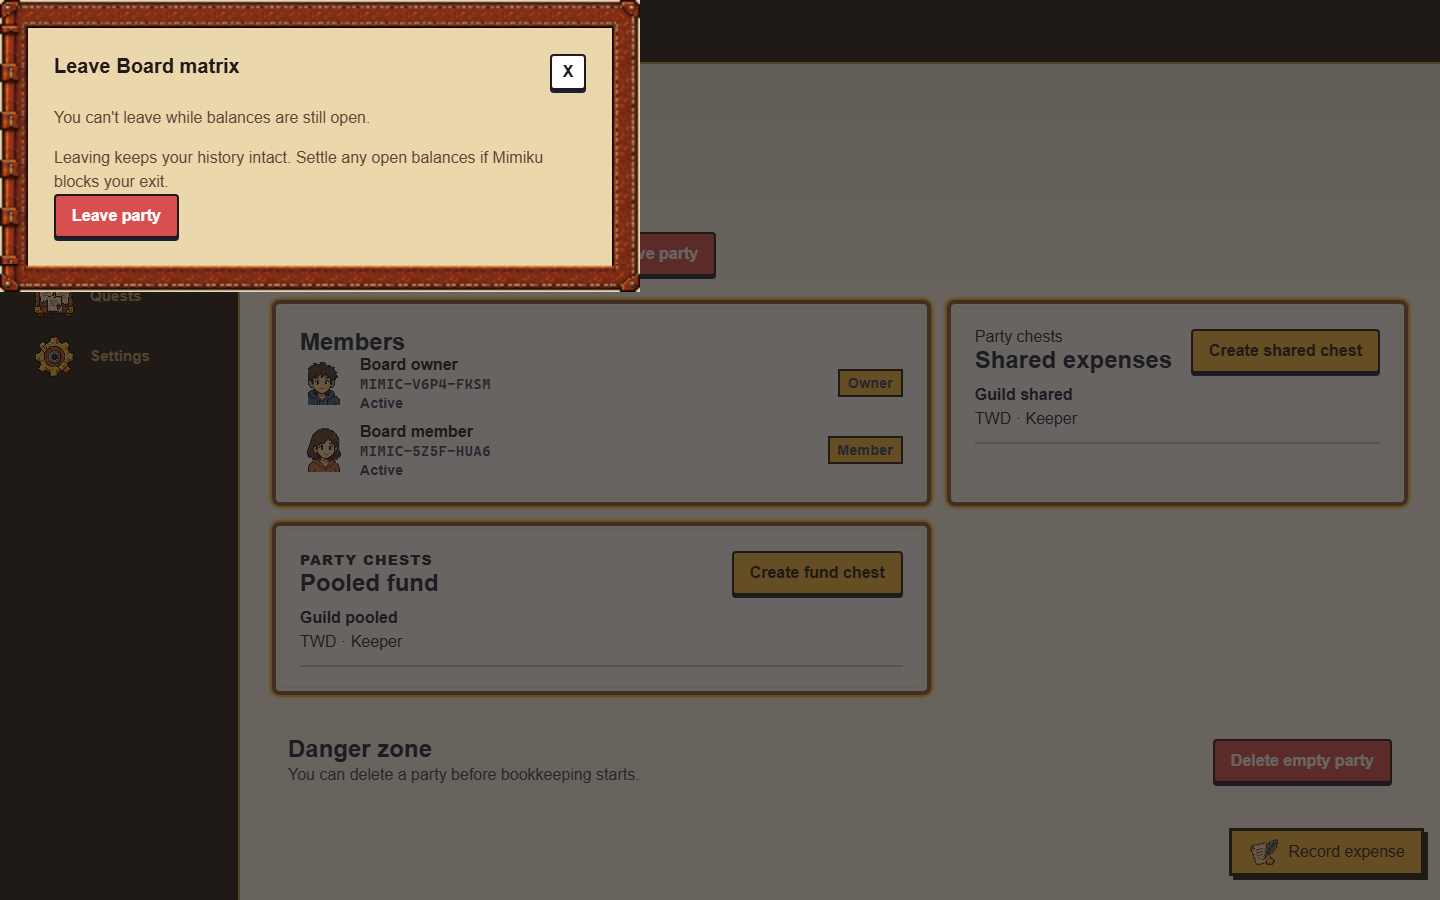 Leave Board matrix
X
You can't leave while balances are still open.
Leaving keeps your history intact. Settle any open balances if Mimiku
blocks your exit.
Leave party
ve party
Quests
Settings
Members
Board owner
MIMIC-V6P4-FKSM
Active
Owner
Board member
MIMIC-5Z5F-HUA6
Active
Member
Party chests
Shared expenses
Create shared chest
Guild shared
TWD · Keeper
PARTY CHESTS
Pooled fund
Create fund chest
Guild pooled
TWD · Keeper
Danger zone
You can delete a party before bookkeeping starts.
Delete empty party
Record expense